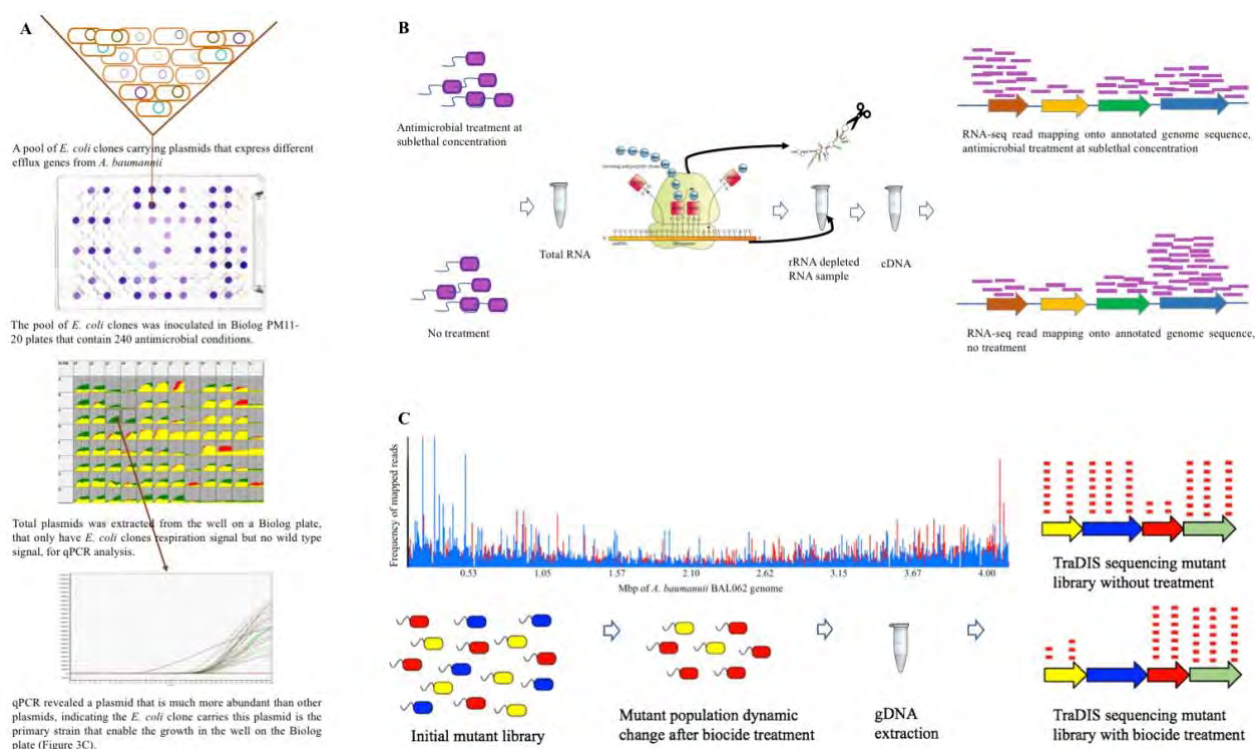 A
A pool of E. coli clones carrying plasmids that express different
efflux genes from A. baumannii
The pool of E. coli clones was inoculated in Biolog PM11-
20 plates that contain 240 antimicrobial conditions.
Total plasmids was extracted from the well on a Biolog plate,
that only have E. coli clones respiration signal but no wild type
signal, for qPCR analysis.
qPCR revealed a plasmid that is much more abundant than other
plasmids, indicating the E. coli clone carries this plasmid is the
primary strain that enable the growth in the well on the Biolog
plate (Figure 3C).
B
Antimicrobial treatment at
sublethal concentration
No treatment
Total RNA
rRNA depleted
RNA sample
cDNA
RNA-seq read mapping onto annotated genome sequence,
antimicrobial treatment at sublethal concentration
RNA-seq read mapping onto annotated genome sequence,
no treatment
C
Frequency of mapped reads
0.53 1.05 1.57 2.10 2.62 3.15 3.67 4.00
Mbp of A. baumannii BAL062 genome
Initial mutant library
Mutant population dynamic
change after biocide treatment
gDNA
extraction
TraDIS sequencing mutant
library without treatment
TraDIS sequencing mutant
library with biocide treatment